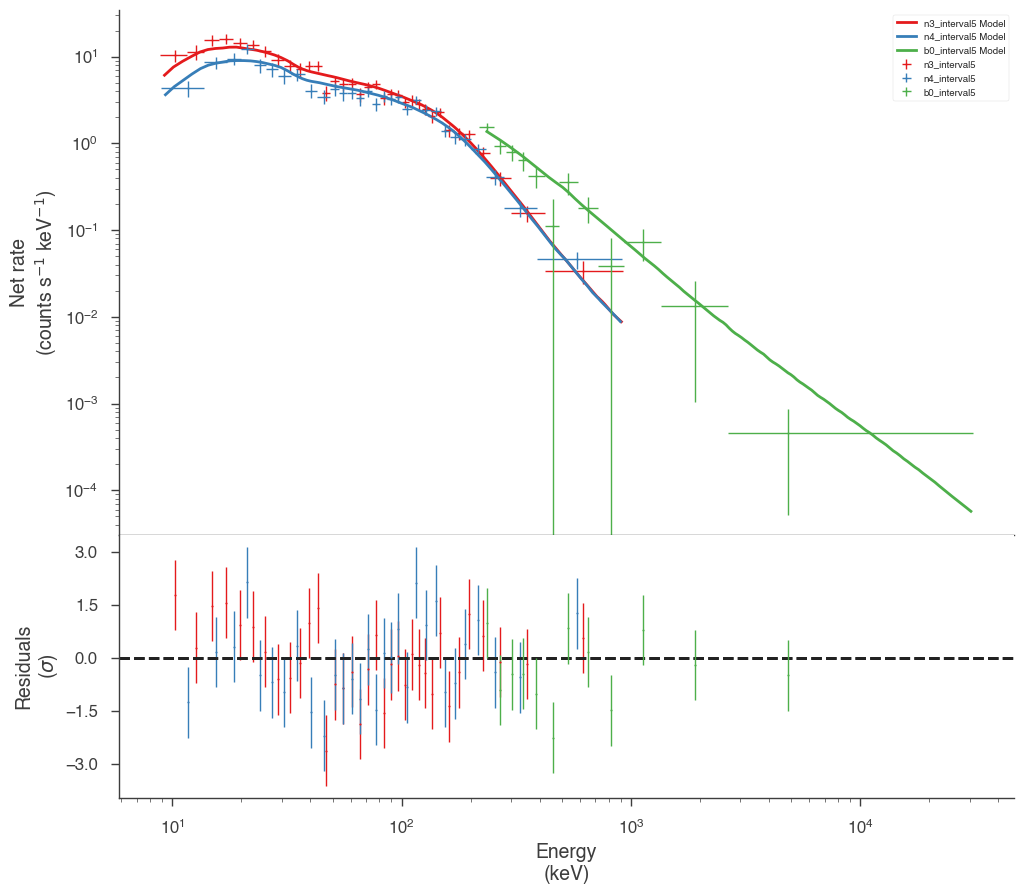 n3_interval5 Model
n4_interval5 Model
b0_interval5 Model
n3_interval5
n4_interval5
b0_interval5
10¹
10⁰
10⁻¹
10⁻²
10⁻³
10⁻⁴
Net rate
(counts s⁻¹ keV⁻¹)
3.0
1.5
0.0
−1.5
−3.0
Residuals
(σ)
10¹ 10² 10³ 10⁴
Energy
(keV)